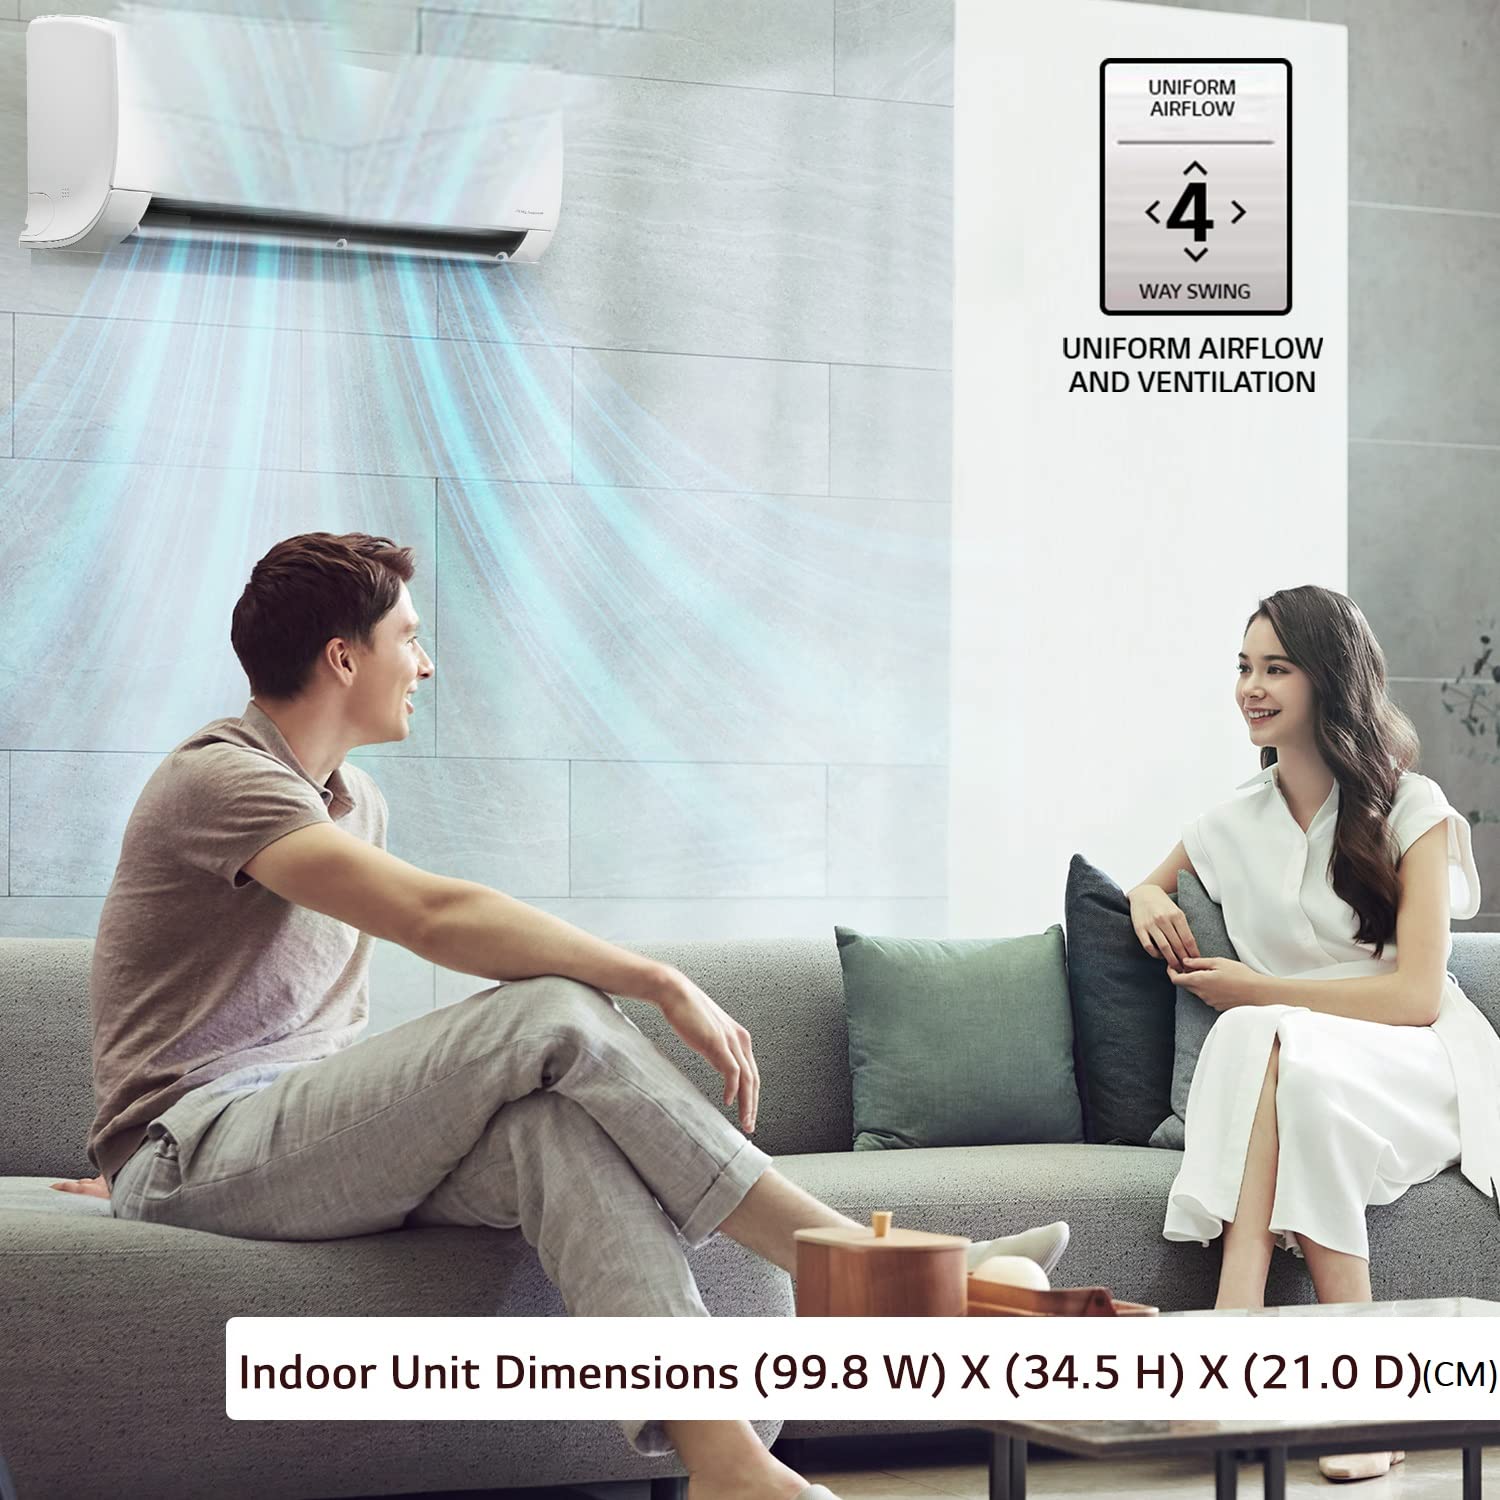 UNIFORM
AIRFLOW
4
WAY SWING
UNIFORM AIRFLOW
AND VENTILATION
Indoor Unit Dimensions (99.8 W) X (34.5 H) X (21.0 D)(CM)